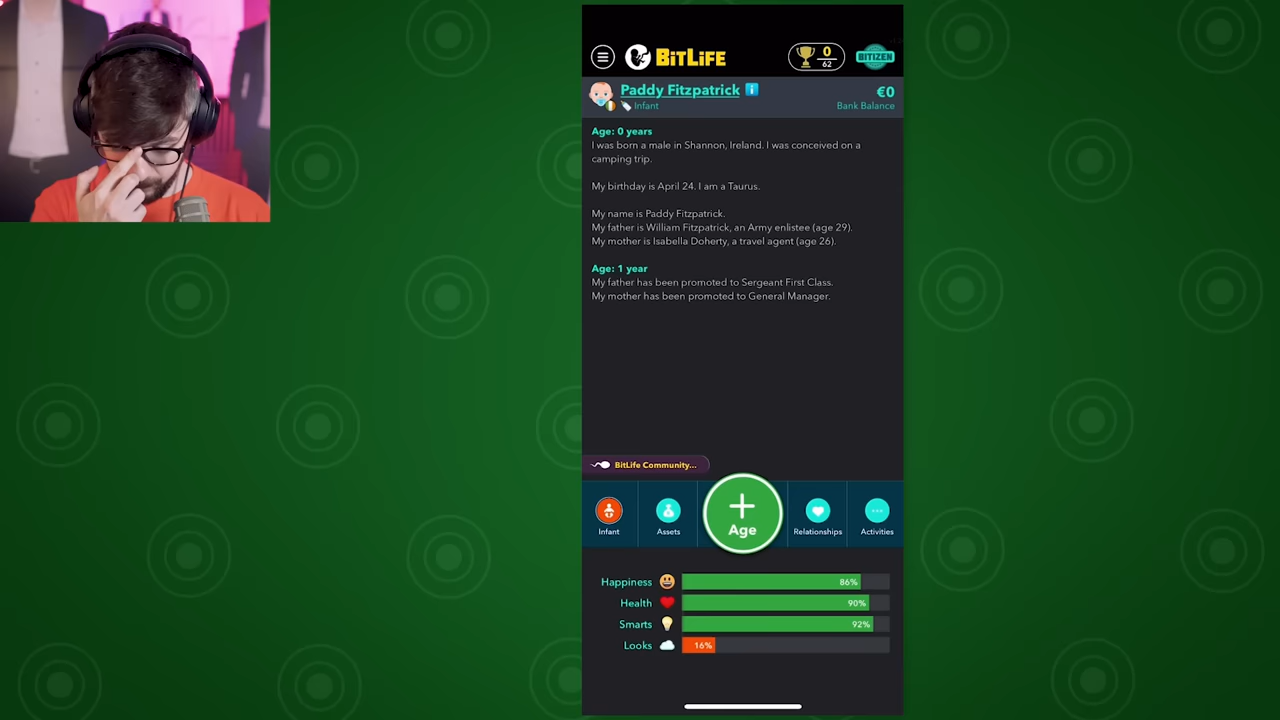 BITLIFE
0
62
BITIZEN
Paddy Fitzpatrick
€0
Infant
Bank Balance
Age: 0 years
I was born a male in Shannon, Ireland. I was conceived on a
camping trip.
My birthday is April 24. I am a Taurus.
My name is Paddy Fitzpatrick.
My father is William Fitzpatrick, an Army enlistee (age 29).
My mother is Isabella Doherty, a travel agent (age 26).
Age: 1 year
My father has been promoted to Sergeant First Class.
My mother has been promoted to General Manager.
BitLife Community...
Infant
Assets
Age
Relationships
Activities
Happiness 86%
Health 90%
Smarts 92%
Looks 16%